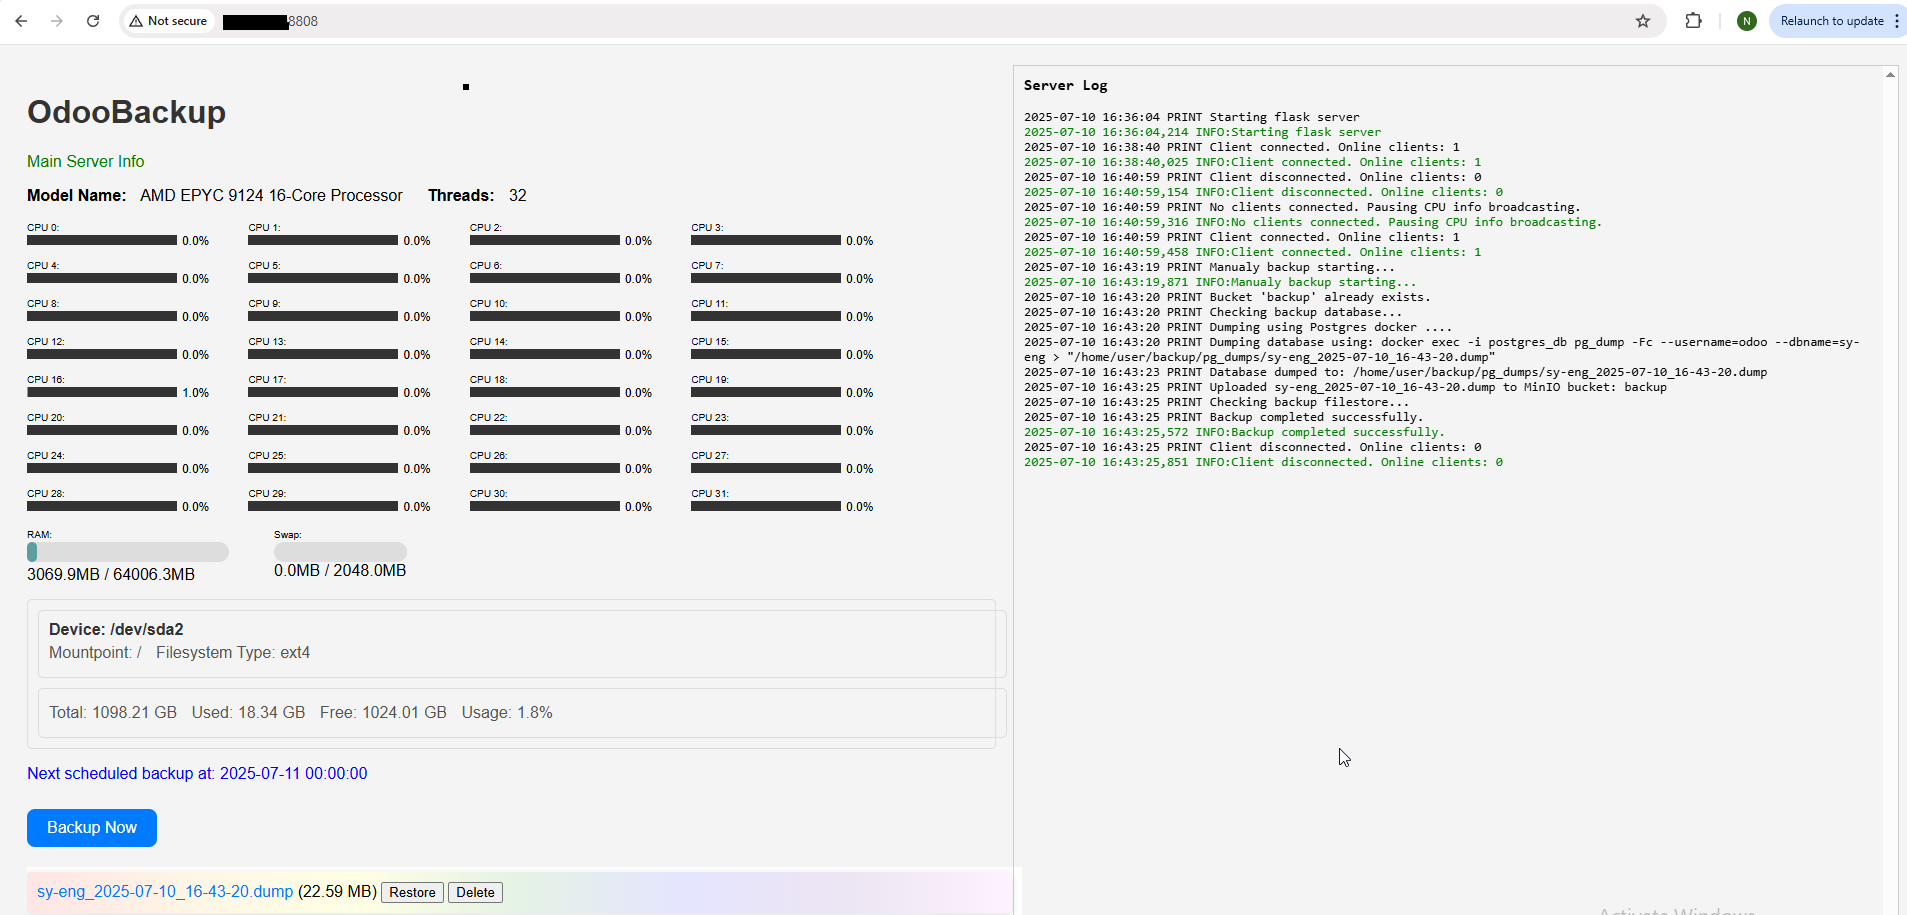 Not secure
8808
N
Relaunch to update
OdooBackup
Main Server Info
Model Name: AMD EPYC 9124 16-Core Processor Threads: 32
CPU 0: CPU 1: CPU 2: CPU 3:
0.0% 0.0% 0.0% 0.0%
CPU 4: CPU 5: CPU 6: CPU 7:
0.0% 0.0% 0.0% 0.0%
CPU 8: CPU 9: CPU 10: CPU 11:
0.0% 0.0% 0.0% 0.0%
CPU 12: CPU 13: CPU 14: CPU 15:
0.0% 0.0% 0.0% 0.0%
CPU 16: CPU 17: CPU 18: CPU 19:
1.0% 0.0% 0.0% 0.0%
CPU 20: CPU 21: CPU 22: CPU 23:
0.0% 0.0% 0.0% 0.0%
CPU 24: CPU 25: CPU 26: CPU 27:
0.0% 0.0% 0.0% 0.0%
CPU 28: CPU 29: CPU 30: CPU 31:
0.0% 0.0% 0.0% 0.0%
RAM: Swap:
3069.9MB / 64006.3MB 0.0MB / 2048.0MB
Device: /dev/sda2
Mountpoint: / Filesystem Type: ext4
Total: 1098.21 GB Used: 18.34 GB Free: 1024.01 GB Usage: 1.8%
Next scheduled backup at: 2025-07-11 00:00:00
Backup Now
sy-eng_2025-07-10_16-43-20.dump (22.59 MB) Restore Delete
Server Log
2025-07-10 16:36:04 PRINT Starting flask server
2025-07-10 16:36:04,214 INFO:Starting flask server
2025-07-10 16:38:40 PRINT Client connected. Online clients: 1
2025-07-10 16:38:40,025 INFO:Client connected. Online clients: 1
2025-07-10 16:40:59 PRINT Client disconnected. Online clients: 0
2025-07-10 16:40:59,154 INFO:Client disconnected. Online clients: 0
2025-07-10 16:40:59 PRINT No clients connected. Pausing CPU info broadcasting.
2025-07-10 16:40:59,316 INFO:No clients connected. Pausing CPU info broadcasting.
2025-07-10 16:40:59 PRINT Client connected. Online clients: 1
2025-07-10 16:40:59,458 INFO:Client connected. Online clients: 1
2025-07-10 16:43:19 PRINT Manualy backup starting...
2025-07-10 16:43:19,871 INFO:Manualy backup starting...
2025-07-10 16:43:20 PRINT Bucket 'backup' already exists.
2025-07-10 16:43:20 PRINT Checking backup database...
2025-07-10 16:43:20 PRINT Dumping using Postgres docker ....
2025-07-10 16:43:20 PRINT Dumping database using: docker exec -i postgres_db pg_dump -Fc --username=odoo --dbname=sy-
eng > "/home/user/backup/pg_dumps/sy-eng_2025-07-10_16-43-20.dump"
2025-07-10 16:43:23 PRINT Database dumped to: /home/user/backup/pg_dumps/sy-eng_2025-07-10_16-43-20.dump
2025-07-10 16:43:25 PRINT Uploaded sy-eng_2025-07-10_16-43-20.dump to MinIO bucket: backup
2025-07-10 16:43:25 PRINT Checking backup filestore...
2025-07-10 16:43:25 PRINT Backup completed successfully.
2025-07-10 16:43:25,572 INFO:Backup completed successfully.
2025-07-10 16:43:25 PRINT Client disconnected. Online clients: 0
2025-07-10 16:43:25,851 INFO:Client disconnected. Online clients: 0
Activate Windows